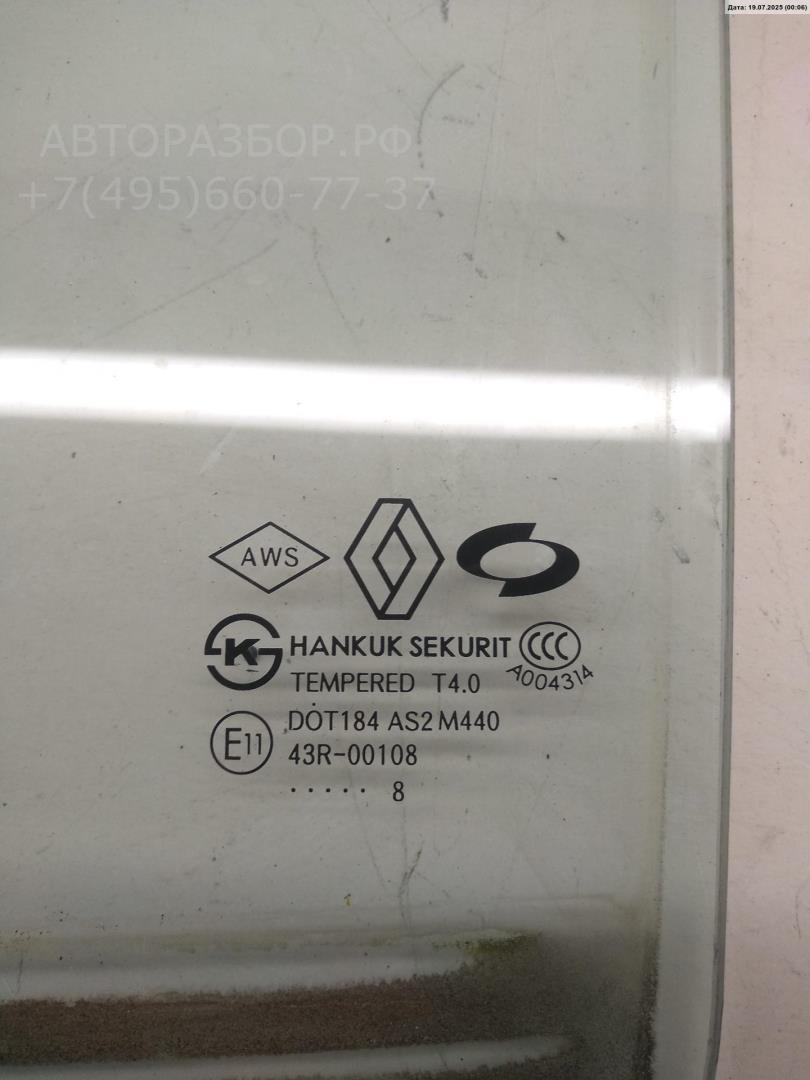 Дата: 19.07.2025 (00:06)
АВТОРАЗБОР.РФ
+7(495)660-77-37
AWS
K HANKUK SEKURIT CCC
TEMPERED T4.0 A004314
DOT184 AS2 M440
E11 43R-00108
..... 8